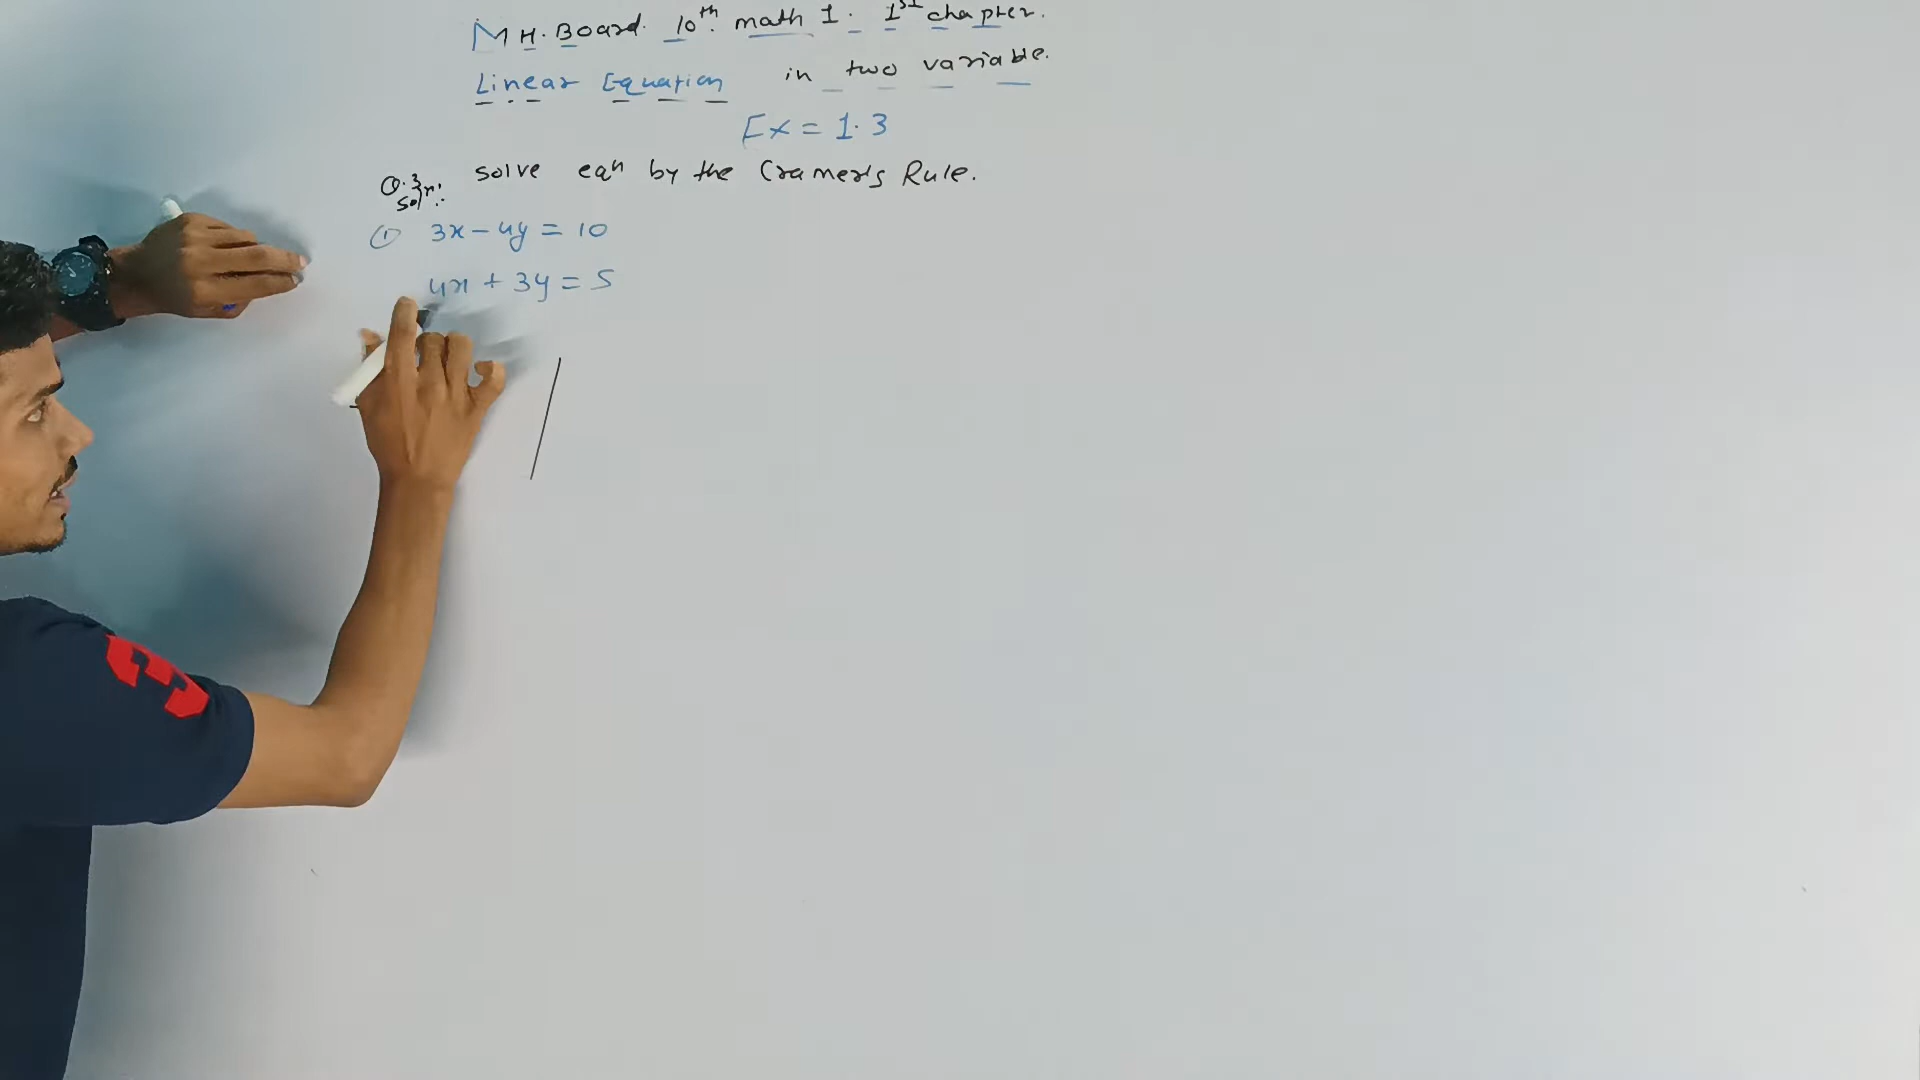 MH. Board. 10th math 1. 1st chapter.
Linear Equation in two variable.
Ex = 1.3
Q.3 solve eqn by the Cramer's Rule.
Soln:
① 3x - 4y = 10
4x + 3y = 5